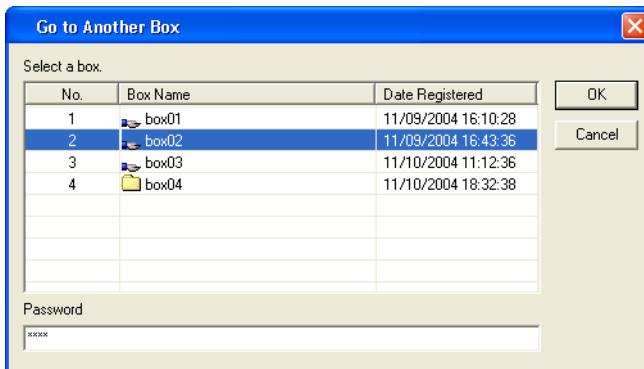 Go to Another Box
Select a box.
No. Box Name Date Registered
1 box01 11/09/2004 16:10:28
2 box02 11/09/2004 16:43:36
3 box03 11/10/2004 11:12:36
4 box04 11/10/2004 18:32:38
OK
Cancel
Password
****